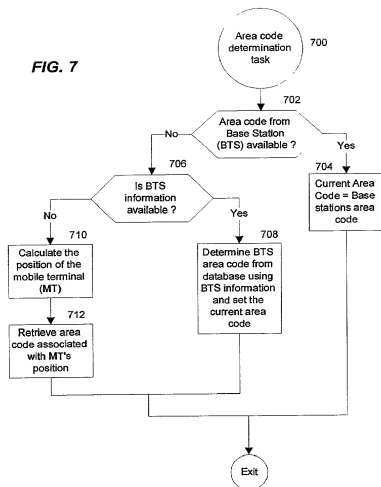 FIG. 7
Area code
determination
task
700
702
Area code from
Base Station
(BTS) available ?
No
Yes
706
Is BTS
information
available ?
704
Current Area
Code = Base
stations area
code
No
Yes
710
Calculate the
position of the
mobile terminal
(MT)
708
Determine BTS
area code from
database using
BTS information
and set the
current area
code
712
Retrieve area
code associated
with MT's
position
Exit